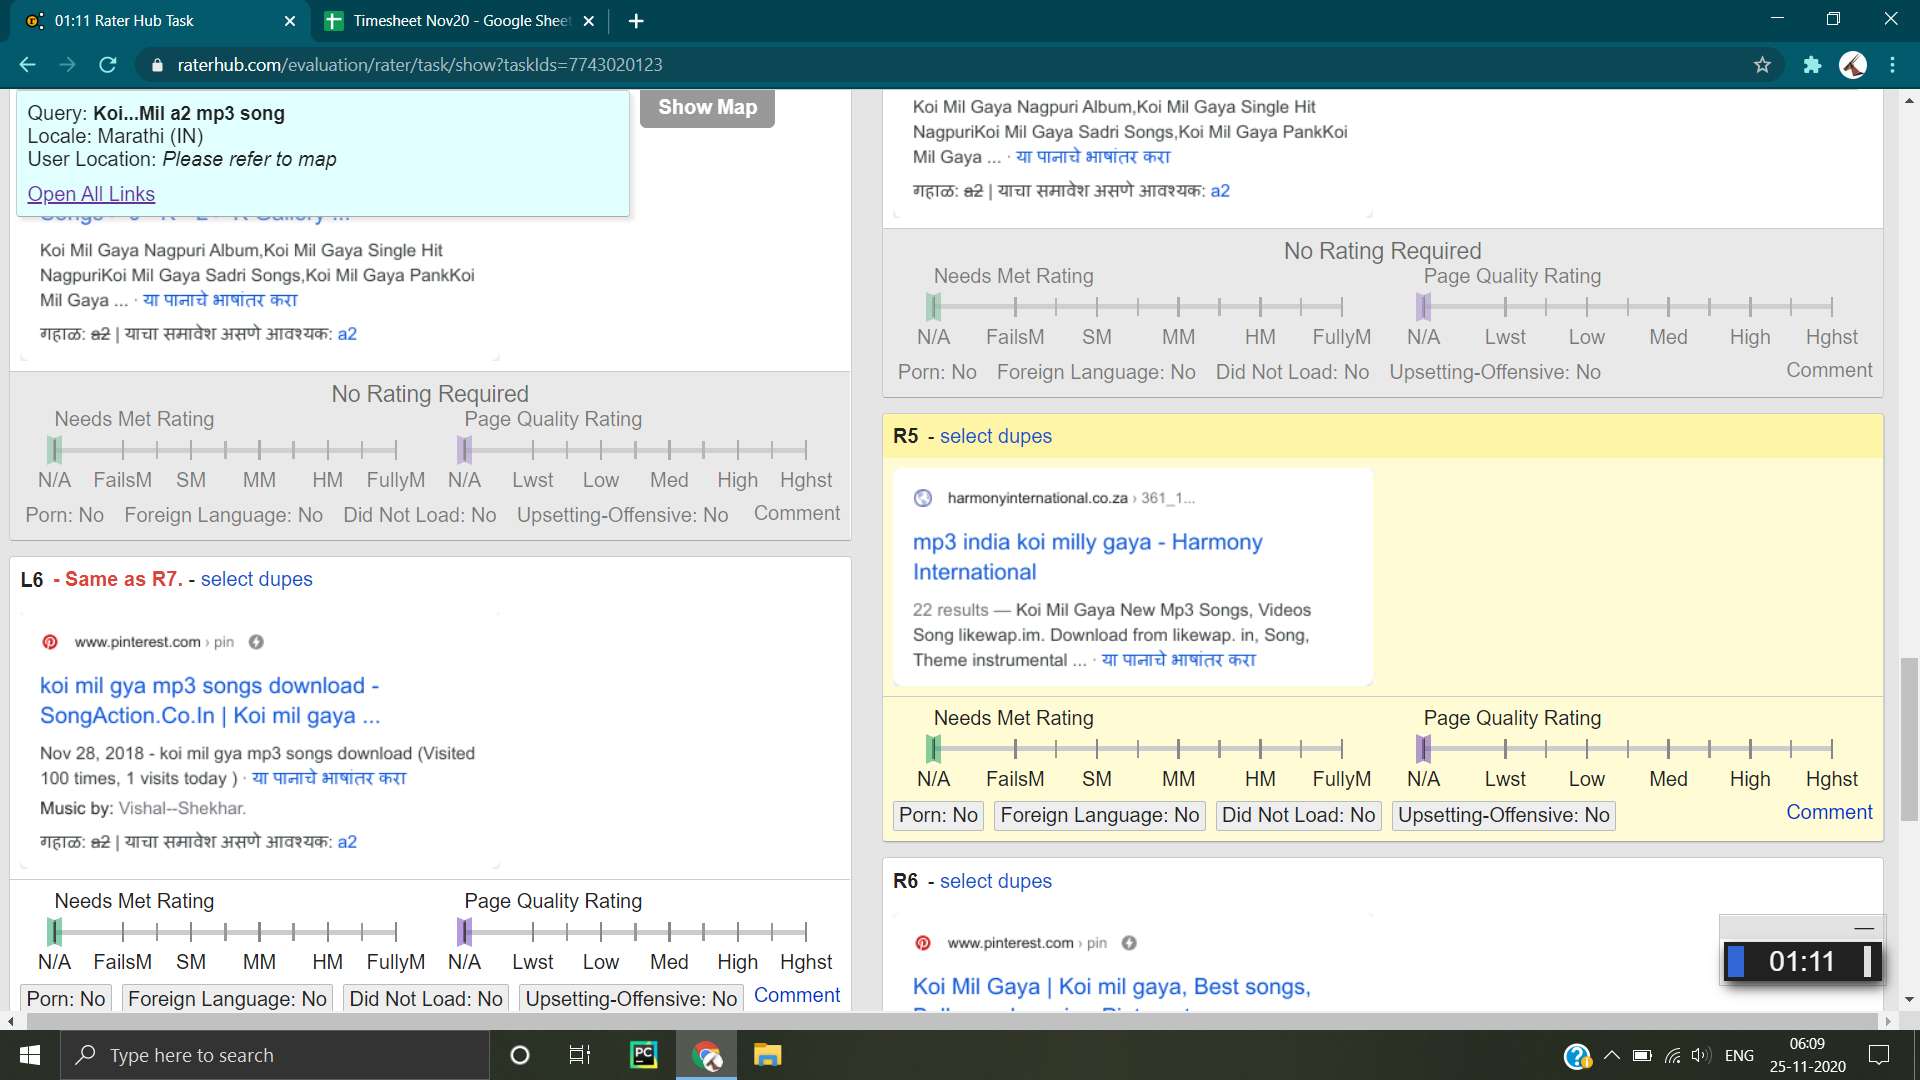 01:11 Rater Hub Task
Timesheet Nov20 - Google Sheet
raterhub.com/evaluation/rater/task/show?taskIds=7743020123
Query: Koi...Mil a2 mp3 song
Locale: Marathi (IN)
User Location: Please refer to map
Open All Links
Show Map
Koi Mil Gaya Nagpuri Album,Koi Mil Gaya Single Hit
NagpuriKoi Mil Gaya Sadri Songs,Koi Mil Gaya PankKoi
Mil Gaya ... · या पानाचे भाषांतर करा
गहाळ: a2 | याचा समावेश असणे आवश्यक: a2
No Rating Required
Needs Met Rating
Page Quality Rating
N/A FailsM SM MM HM FullyM N/A Lwst Low Med High Hghst
Porn: No Foreign Language: No Did Not Load: No Upsetting-Offensive: No Comment
L6 - Same as R7. - select dupes
www.pinterest.com › pin
koi mil gya mp3 songs download -
SongAction.Co.In | Koi mil gaya ...
Nov 28, 2018 - koi mil gya mp3 songs download (Visited
100 times, 1 visits today ) · या पानाचे भाषांतर करा
Music by: Vishal--Shekhar.
गहाळ: a2 | याचा समावेश असणे आवश्यक: a2
Needs Met Rating
Page Quality Rating
N/A FailsM SM MM HM FullyM N/A Lwst Low Med High Hghst
Porn: No Foreign Language: No Did Not Load: No Upsetting-Offensive: No Comment
Koi Mil Gaya Nagpuri Album,Koi Mil Gaya Single Hit
NagpuriKoi Mil Gaya Sadri Songs,Koi Mil Gaya PankKoi
Mil Gaya ... · या पानाचे भाषांतर करा
गहाळ: a2 | याचा समावेश असणे आवश्यक: a2
No Rating Required
Needs Met Rating
Page Quality Rating
N/A FailsM SM MM HM FullyM N/A Lwst Low Med High Hghst
Porn: No Foreign Language: No Did Not Load: No Upsetting-Offensive: No Comment
R5 - select dupes
harmonyinternational.co.za › 361_1...
mp3 india koi milly gaya - Harmony
International
22 results — Koi Mil Gaya New Mp3 Songs, Videos
Song likewap.im. Download from likewap. in, Song,
Theme instrumental ... · या पानाचे भाषांतर करा
Needs Met Rating
Page Quality Rating
N/A FailsM SM MM HM FullyM N/A Lwst Low Med High Hghst
Porn: No Foreign Language: No Did Not Load: No Upsetting-Offensive: No Comment
R6 - select dupes
www.pinterest.com › pin
Koi Mil Gaya | Koi mil gaya, Best songs,
01:11
Type here to search
PC
ENG
06:09
25-11-2020